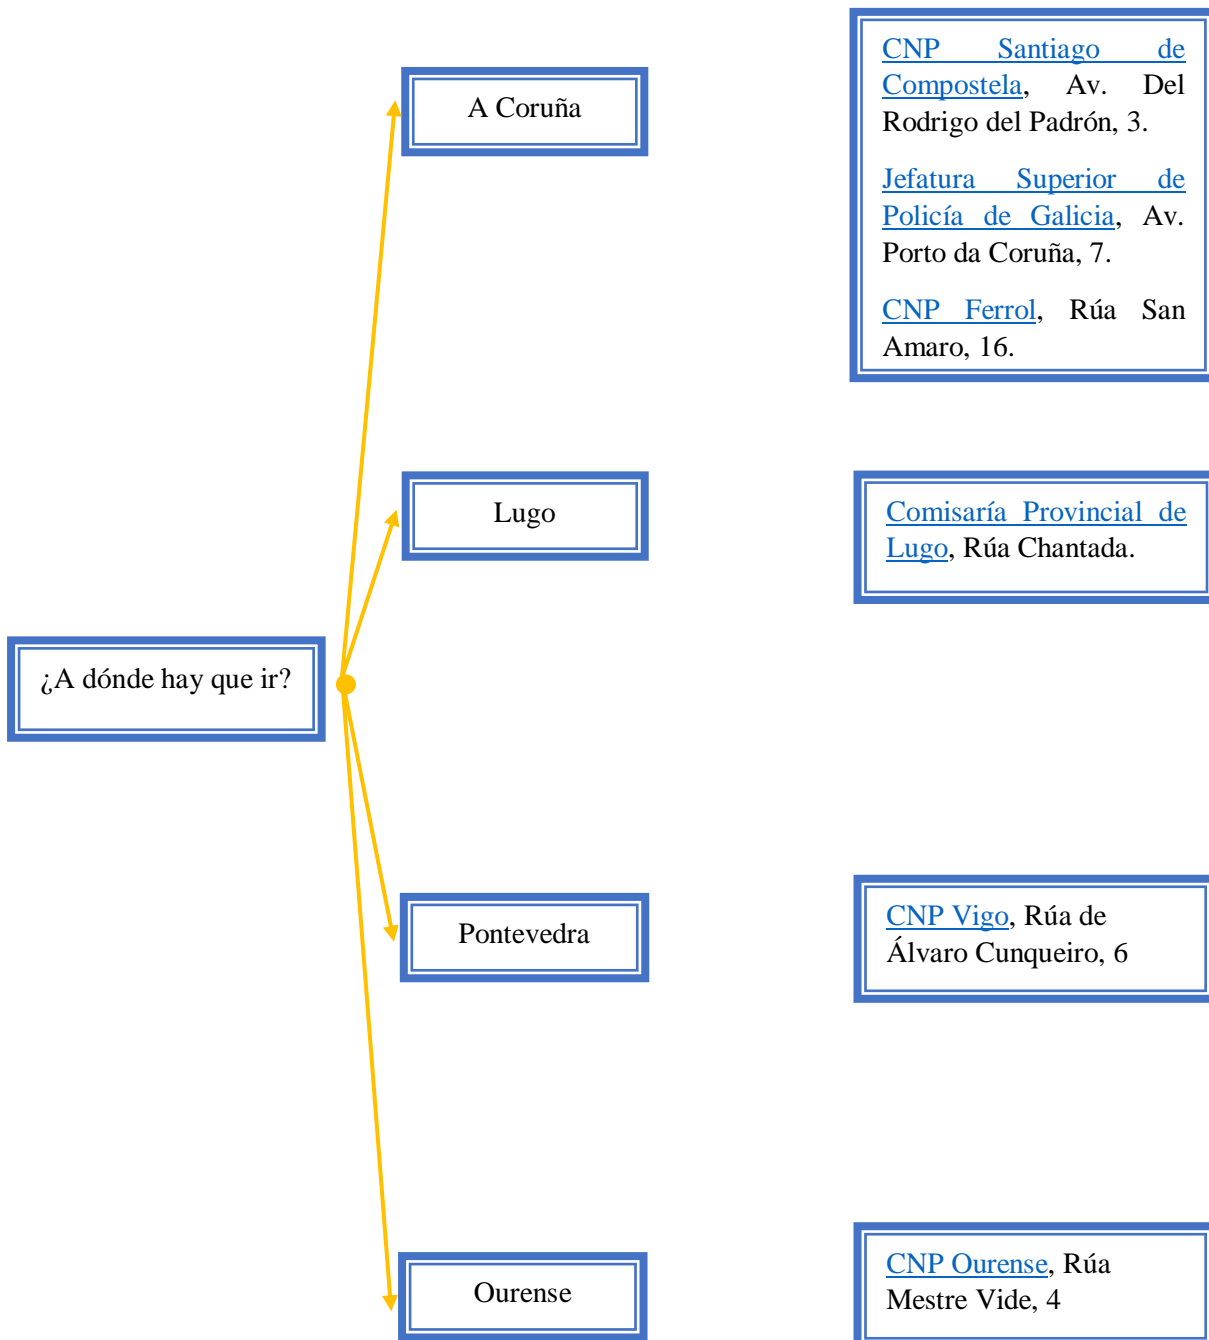 A Coruña
CNP Santiago de
Compostela, Av. Del
Rodrigo del Padrón, 3.
Jefatura Superior de
Policía de Galicia, Av.
Porto da Coruña, 7.
CNP Ferrol, Rúa San
Amaro, 16.
Lugo
Comisaría Provincial de
Lugo, Rúa Chantada.
¿A dónde hay que ir?
Pontevedra
CNP Vigo, Rúa de
Álvaro Cunqueiro, 6
Ourense
CNP Ourense, Rúa
Mestre Vide, 4